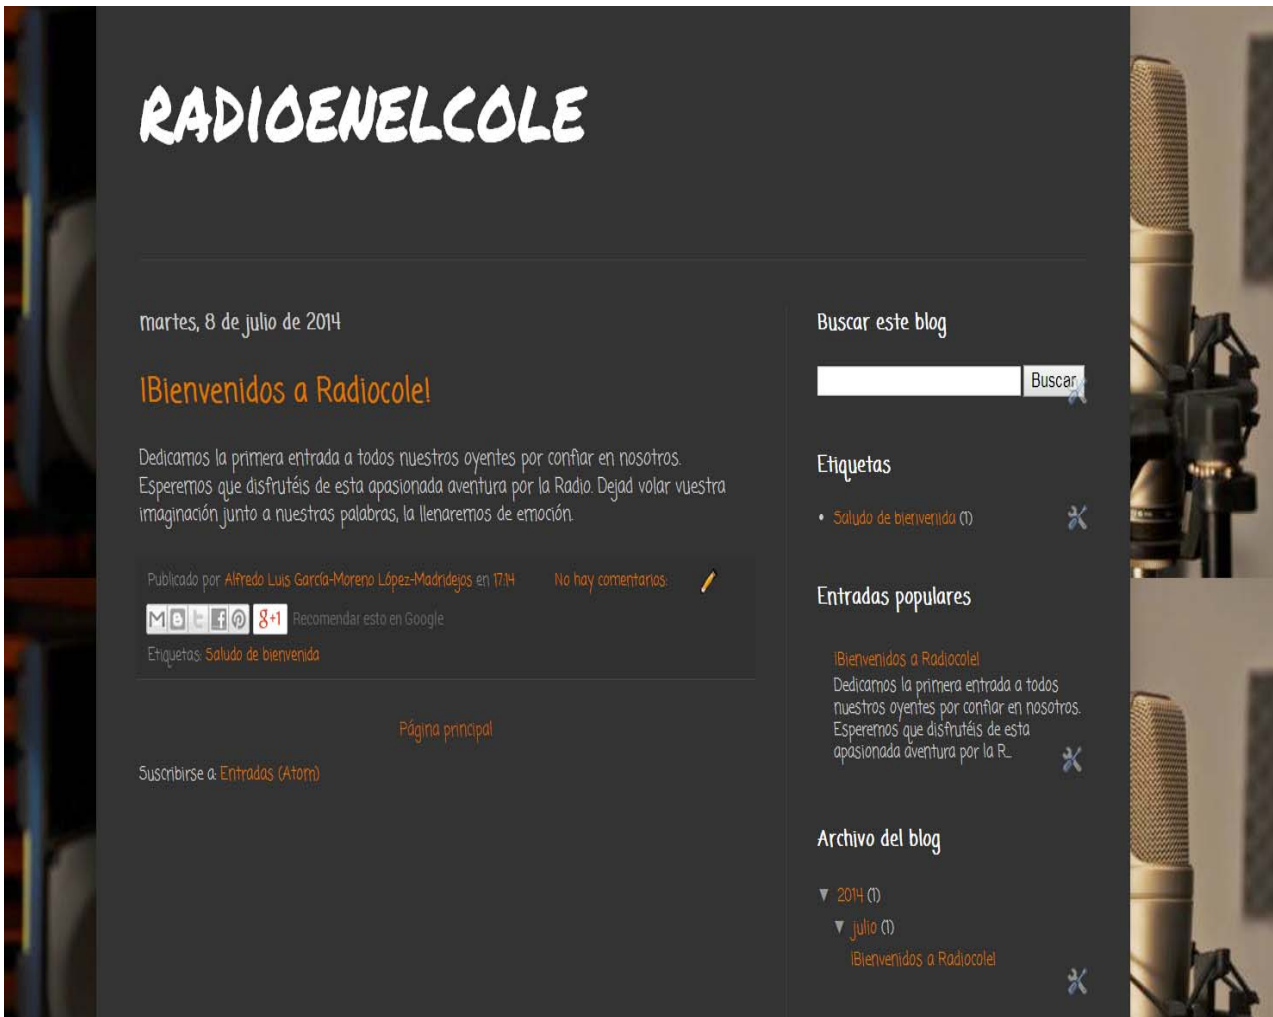 RADIOENELCOLE
martes, 8 de julio de 2014
¡Bienvenidos a Radiocole!
Dedicamos la primera entrada a todos nuestros oyentes por confiar en nosotros.
Esperemos que disfrutéis de esta apasionada aventura por la Radio. Dejad volar vuestra
imaginación junto a nuestras palabras, la llenaremos de emoción.
Publicado por Alfredo Luis García-Moreno López-Madridejos en 17:14 No hay comentarios:
g+1 Recomendar esto en Google
Etiquetas: Saludo de bienvenida
Página principal
Suscribirse a: Entradas (Atom)
Buscar este blog
Buscar
Etiquetas
• Saludo de bienvenida (1)
Entradas populares
¡Bienvenidos a Radiocole!
Dedicamos la primera entrada a todos
nuestros oyentes por confiar en nosotros.
Esperemos que disfrutéis de esta
apasionada aventura por la R...
Archivo del blog
▼ 2014 (1)
▼ julio (1)
¡Bienvenidos a Radiocole!